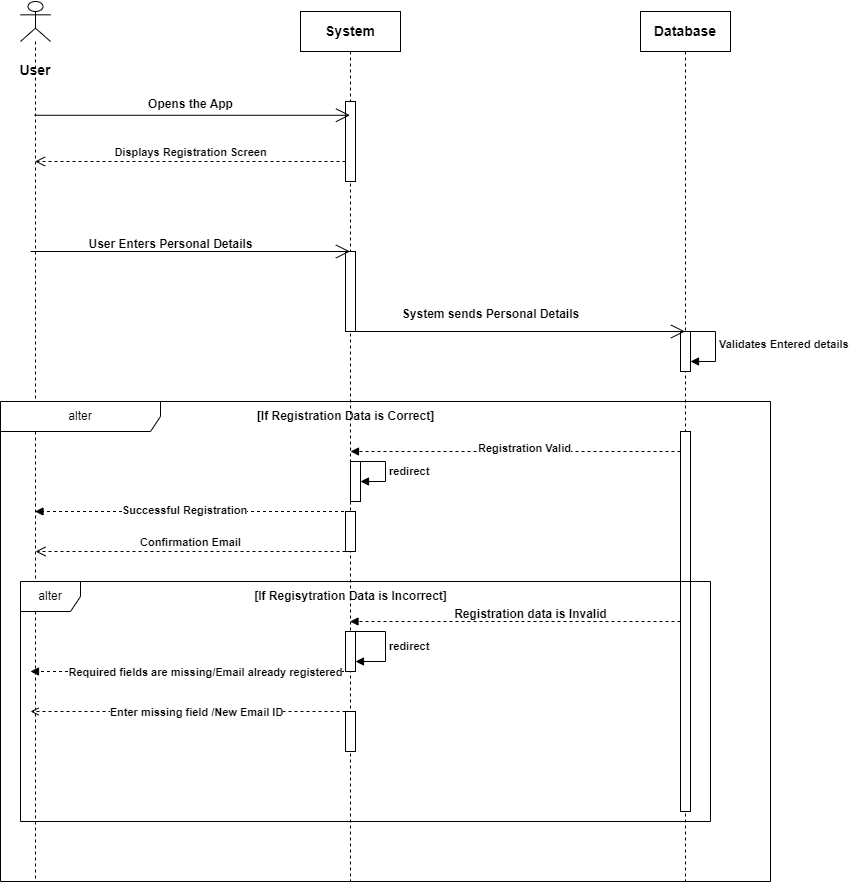 System
Database
User
Opens the App
Displays Registration Screen
User Enters Personal Details
System sends Personal Details
Validates Entered details
alter
[If Registration Data is Correct]
Registration Valid
redirect
Successful Registration
Confirmation Email
alter
[If Regisytration Data is Incorrect]
Registration data is Invalid
redirect
Required fields are missing/Email already registered
Enter missing field /New Email ID